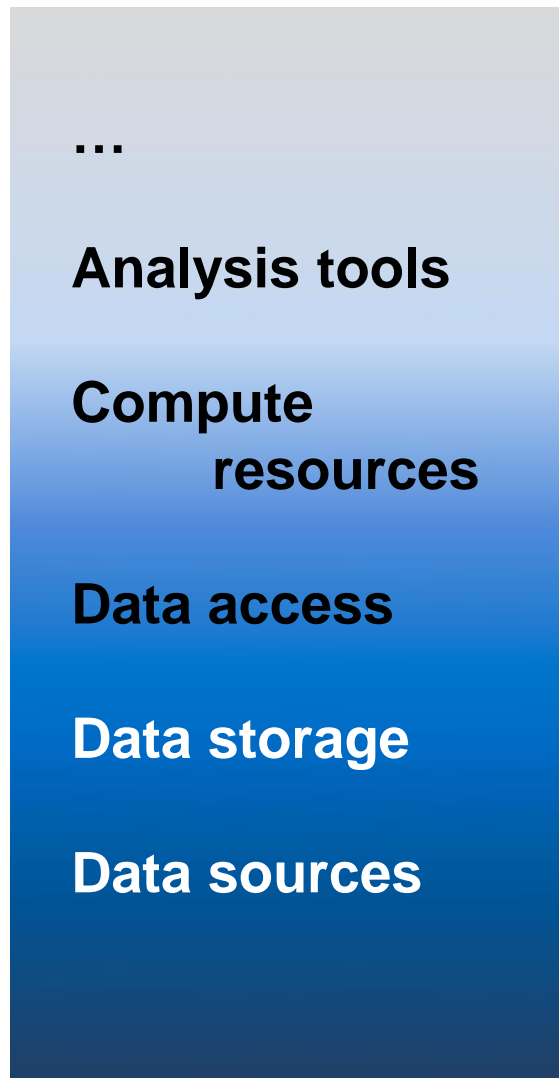 …
Analysis tools
Compute
resources
Data access
Data storage
Data sources